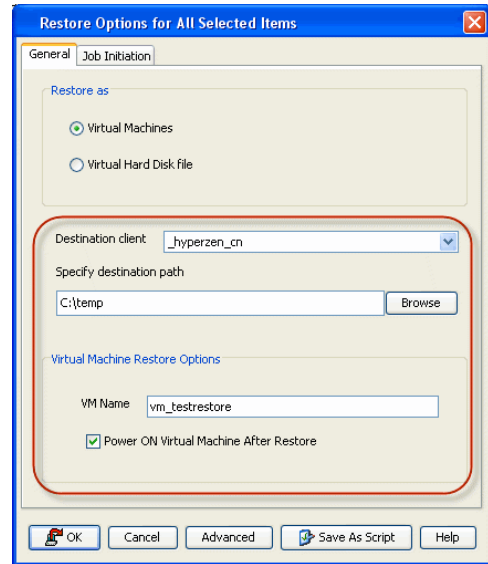 Restore Options for All Selected Items
General Job Initiation
Restore as
Virtual Machines
Virtual Hard Disk file
Destination client _hyperzen_cn
Specify destination path
C:\temp Browse
Virtual Machine Restore Options
VM Name vm_testrestore
Power ON Virtual Machine After Restore
OK Cancel Advanced Save As Script Help